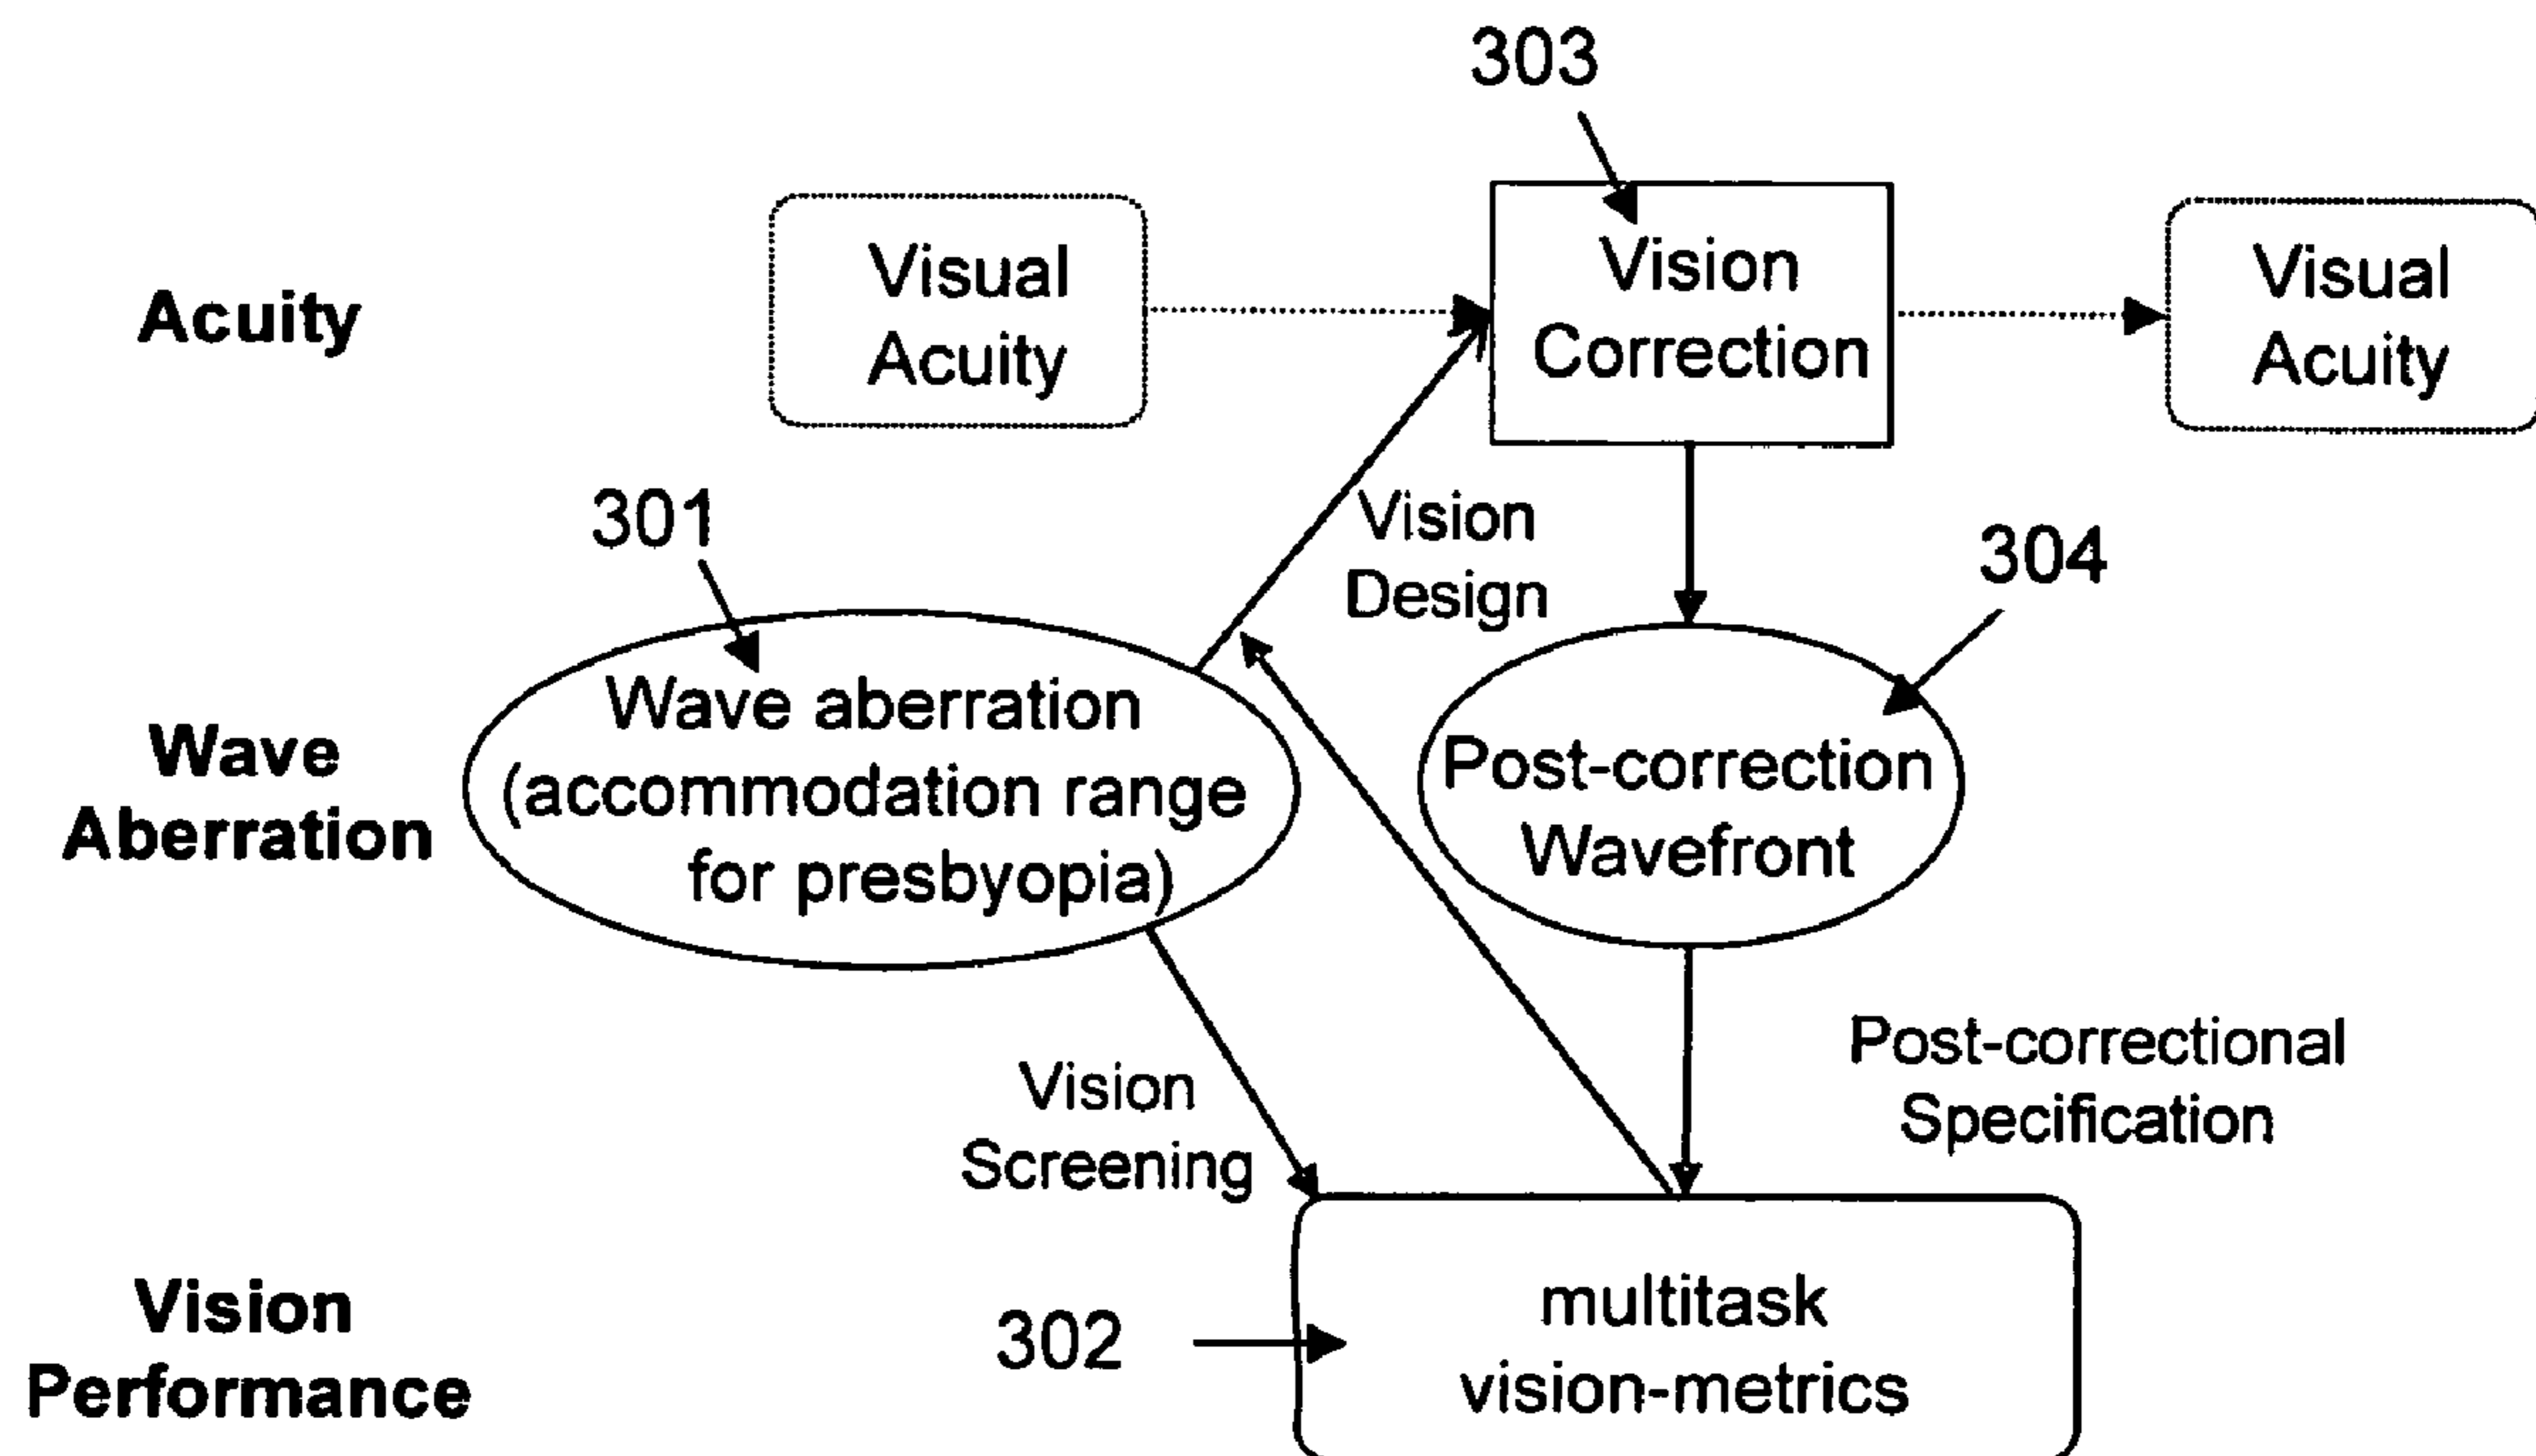 303
Visual
Acuity
Vision
Correction
Visual
Acuity
Acuity
301
Vision
Design
304
Wave aberration
(accommodation range
for presbyopia)
Post-correction
Wavefront
Wave
Aberration
Vision
Screening
Post-correctional
Specification
Vision
Performance
302
multitask
vision-metrics